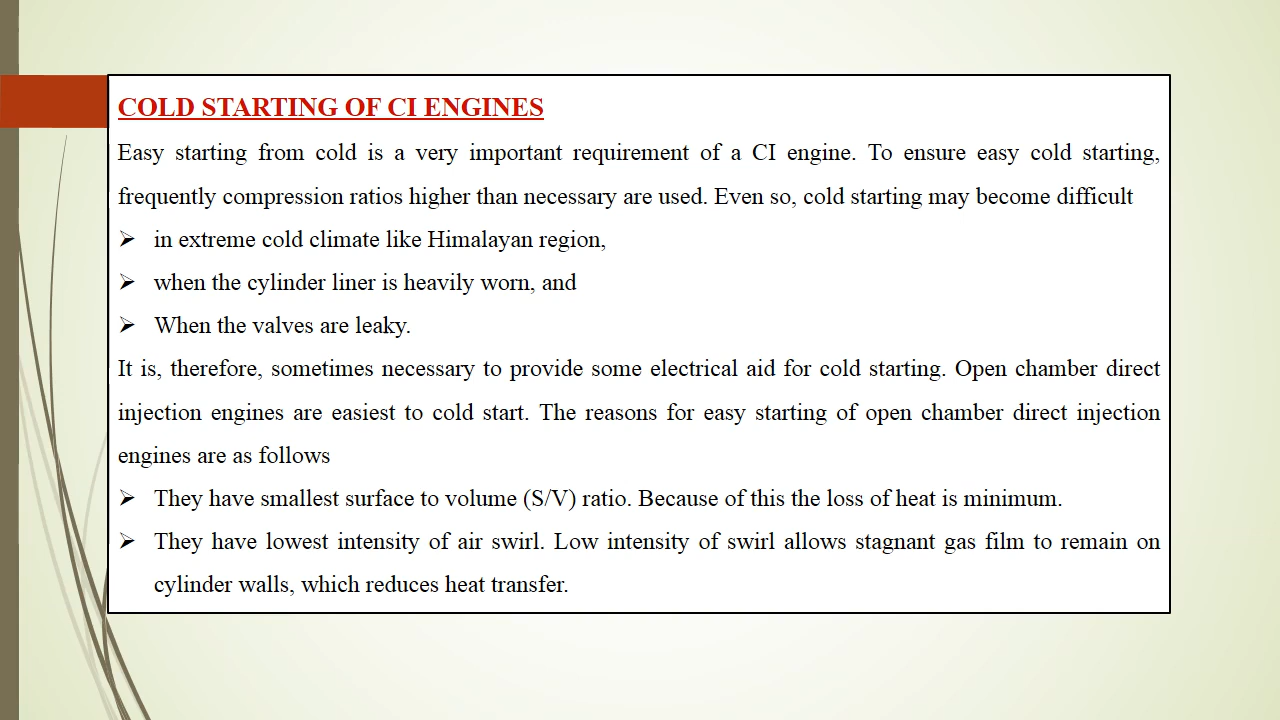 COLD STARTING OF CI ENGINES
Easy starting from cold is a very important requirement of a CI engine. To ensure easy cold starting,
frequently compression ratios higher than necessary are used. Even so, cold starting may become difficult
➢ in extreme cold climate like Himalayan region,
➢ when the cylinder liner is heavily worn, and
➢ When the valves are leaky.
It is, therefore, sometimes necessary to provide some electrical aid for cold starting. Open chamber direct
injection engines are easiest to cold start. The reasons for easy starting of open chamber direct injection
engines are as follows
➢ They have smallest surface to volume (S/V) ratio. Because of this the loss of heat is minimum.
➢ They have lowest intensity of air swirl. Low intensity of swirl allows stagnant gas film to remain on
cylinder walls, which reduces heat transfer.